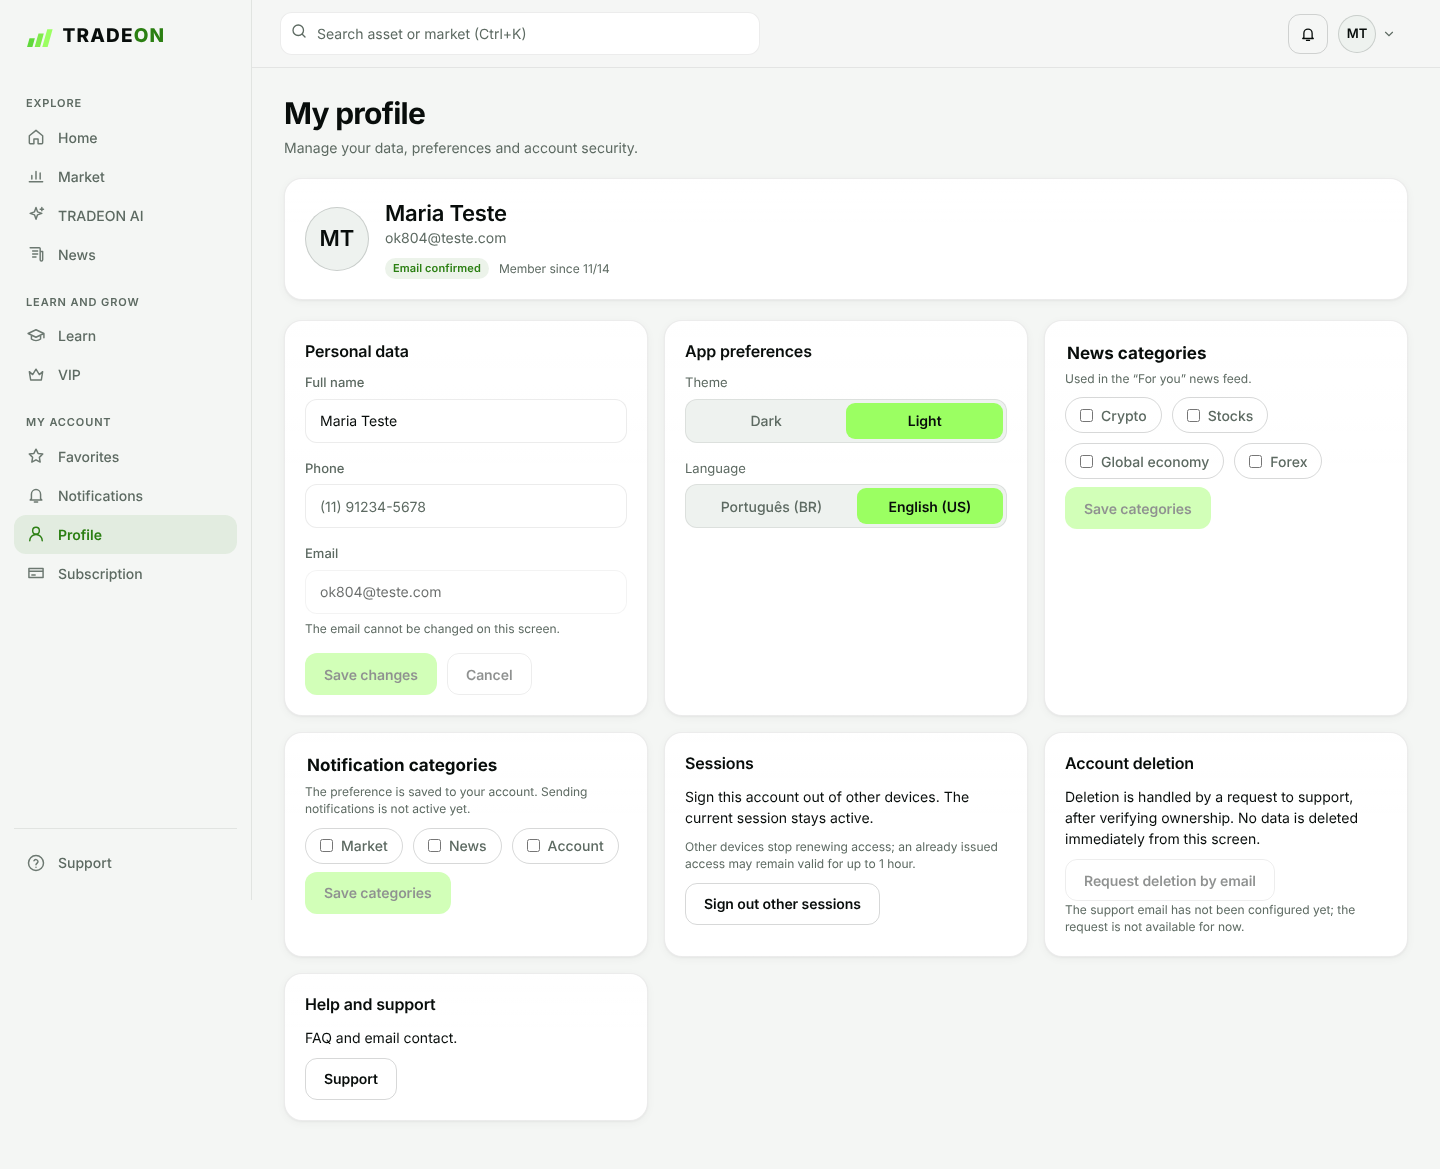 TRADEON
Search asset or market (Ctrl+K)
MT
EXPLORE
Home
Market
TRADEON AI
News
LEARN AND GROW
Learn
VIP
MY ACCOUNT
Favorites
Notifications
Profile
Subscription
Support
My profile
Manage your data, preferences and account security.
MT
Maria Teste
ok804@teste.com
Email confirmed
Member since 11/14
Personal data
Full name
Maria Teste
Phone
(11) 91234-5678
Email
ok804@teste.com
The email cannot be changed on this screen.
Save changes
Cancel
App preferences
Theme
Dark
Light
Language
Português (BR)
English (US)
News categories
Used in the “For you” news feed.
Crypto
Stocks
Global economy
Forex
Save categories
Notification categories
The preference is saved to your account. Sending
notifications is not active yet.
Market
News
Account
Save categories
Sessions
Sign this account out of other devices. The
current session stays active.
Other devices stop renewing access; an already issued
access may remain valid for up to 1 hour.
Sign out other sessions
Account deletion
Deletion is handled by a request to support,
after verifying ownership. No data is deleted
immediately from this screen.
Request deletion by email
The support email has not been configured yet; the
request is not available for now.
Help and support
FAQ and email contact.
Support